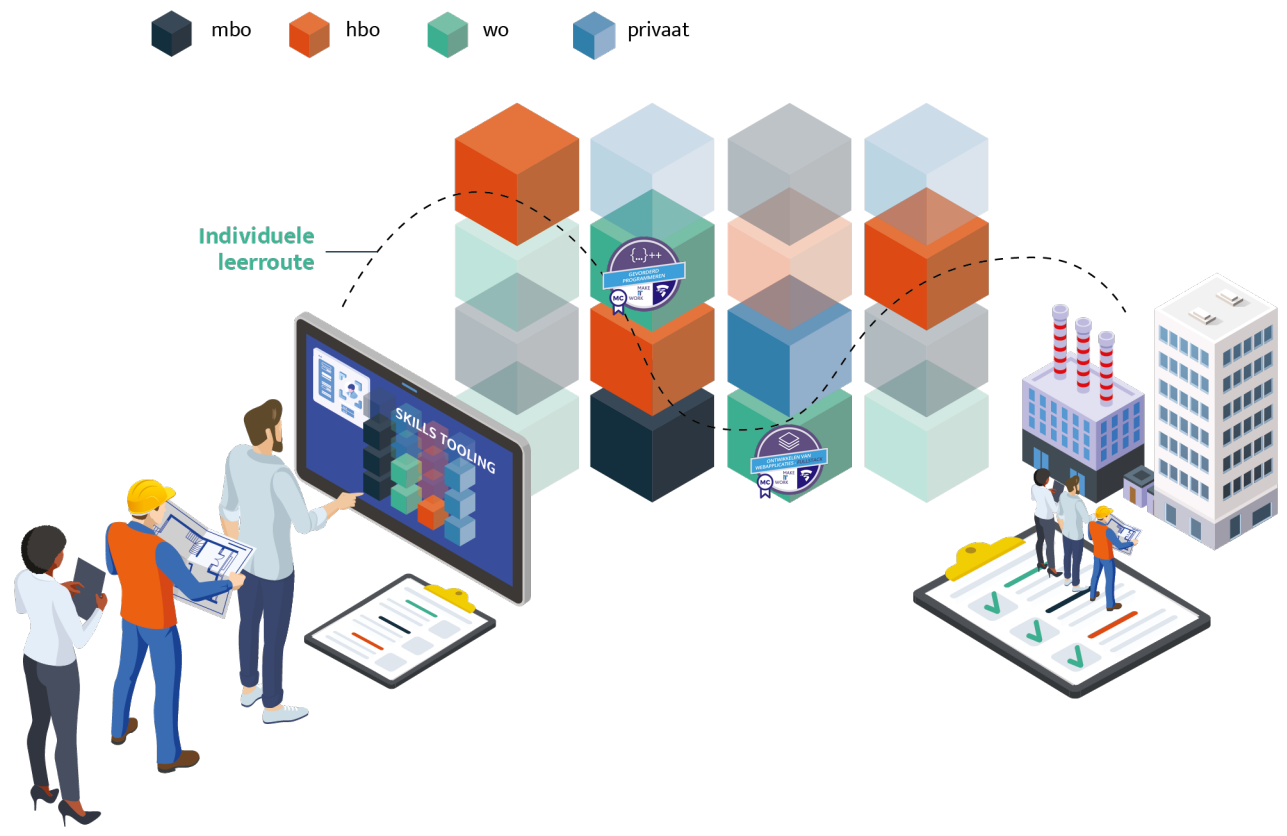 mbo
hbo
wo
privaat
Individuele
leerroute
{...}++
GEVORDERD
PROGRAMMEREN
MC
MAKE
IT
WORK
SKILLS TOOLING
ONTWIKKELEN VAN
MC
MAKE
IT
WORK